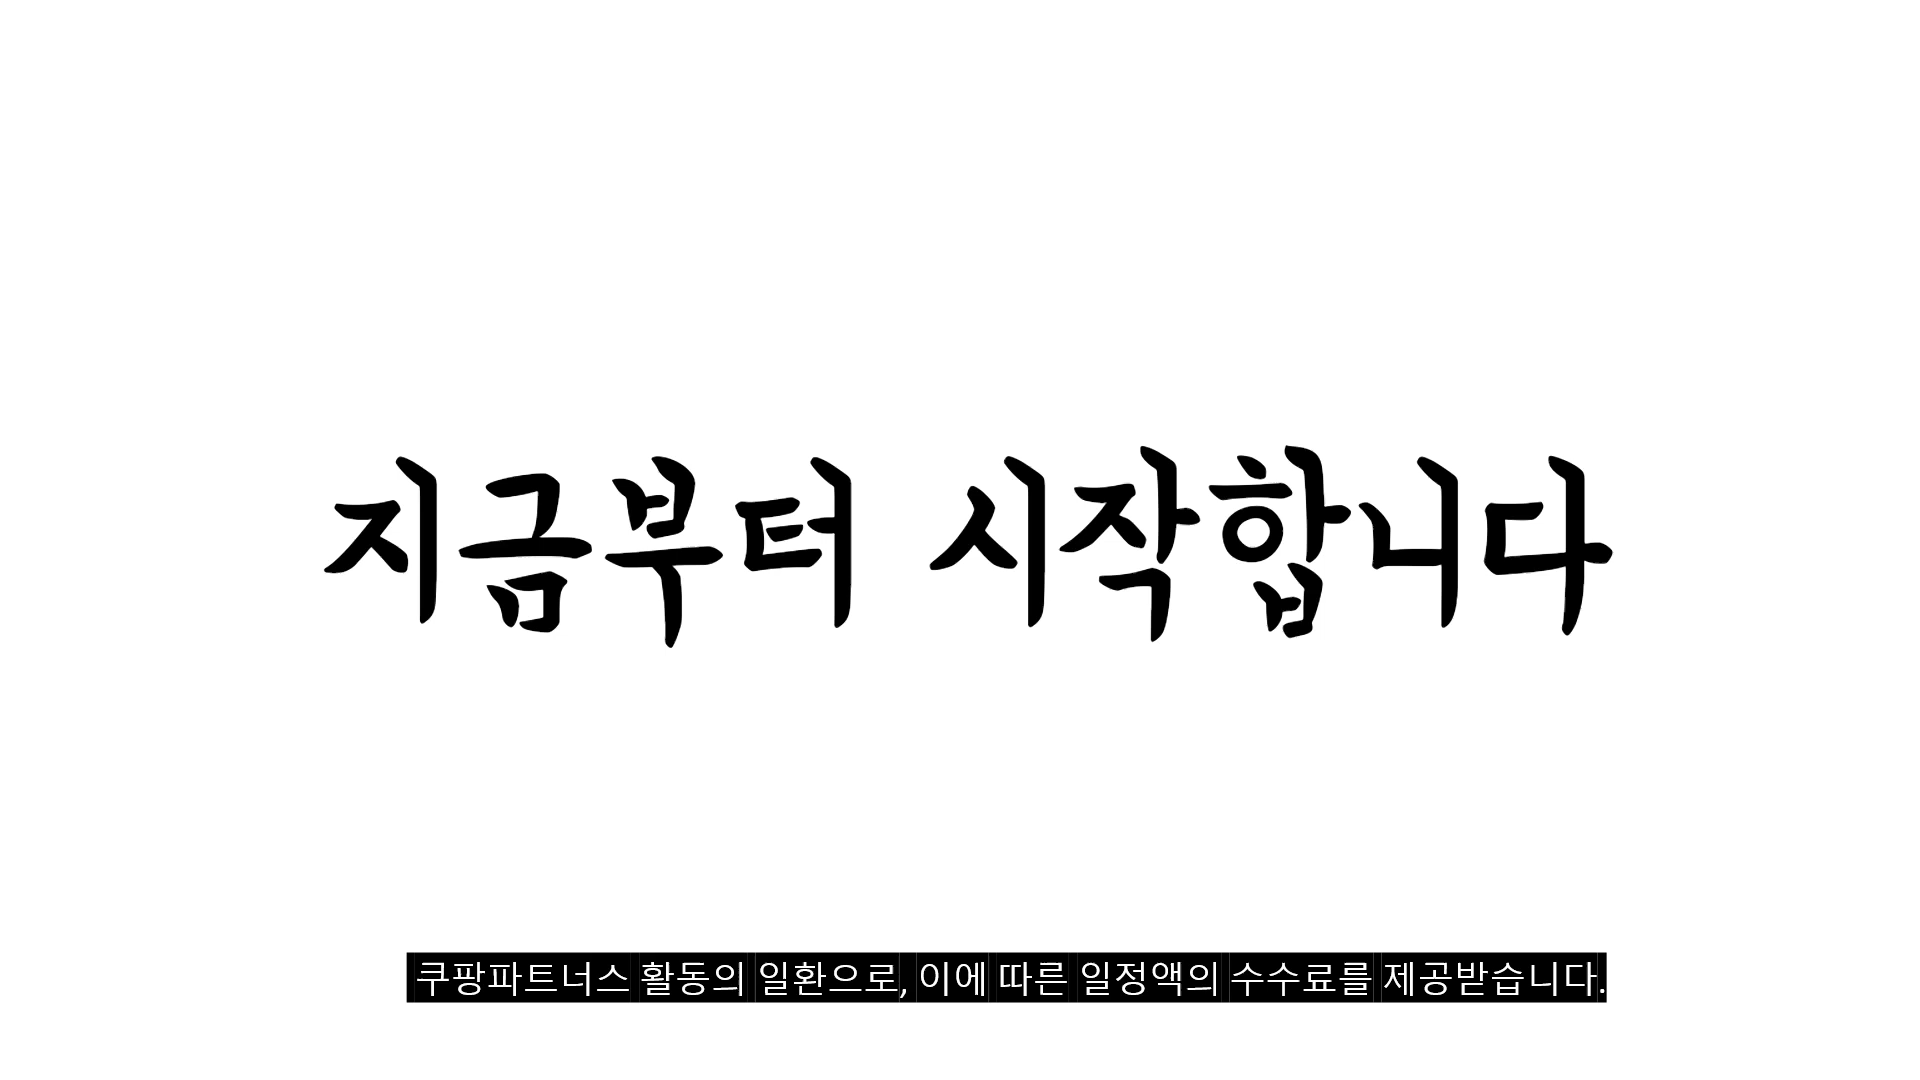 지금부터 시작합니다
쿠팡파트너스 활동의 일환으로, 이에 따른 일정액의 수수료를 제공받습니다.